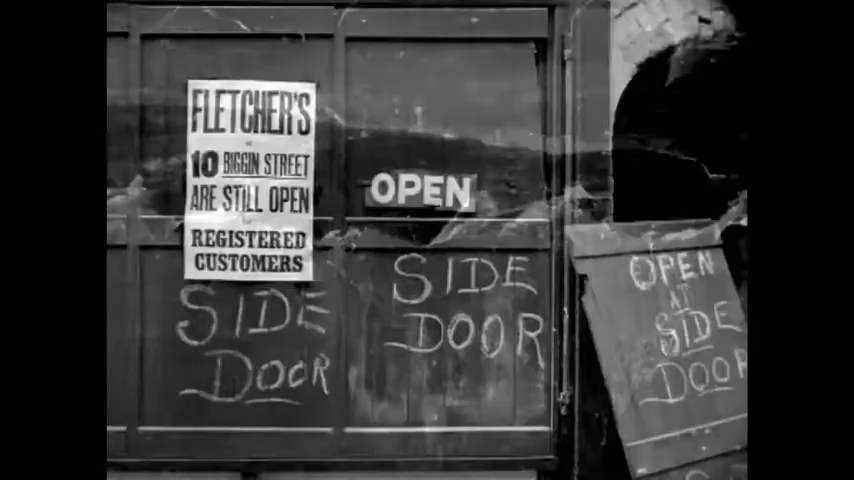 FLETCHER'S
10 BIGGIN STREET
ARE STILL OPEN
REGISTERED
CUSTOMERS
OPEN
SIDE
DOOR
SIDE
DOOR
OPEN
AT
SIDE
DOOR